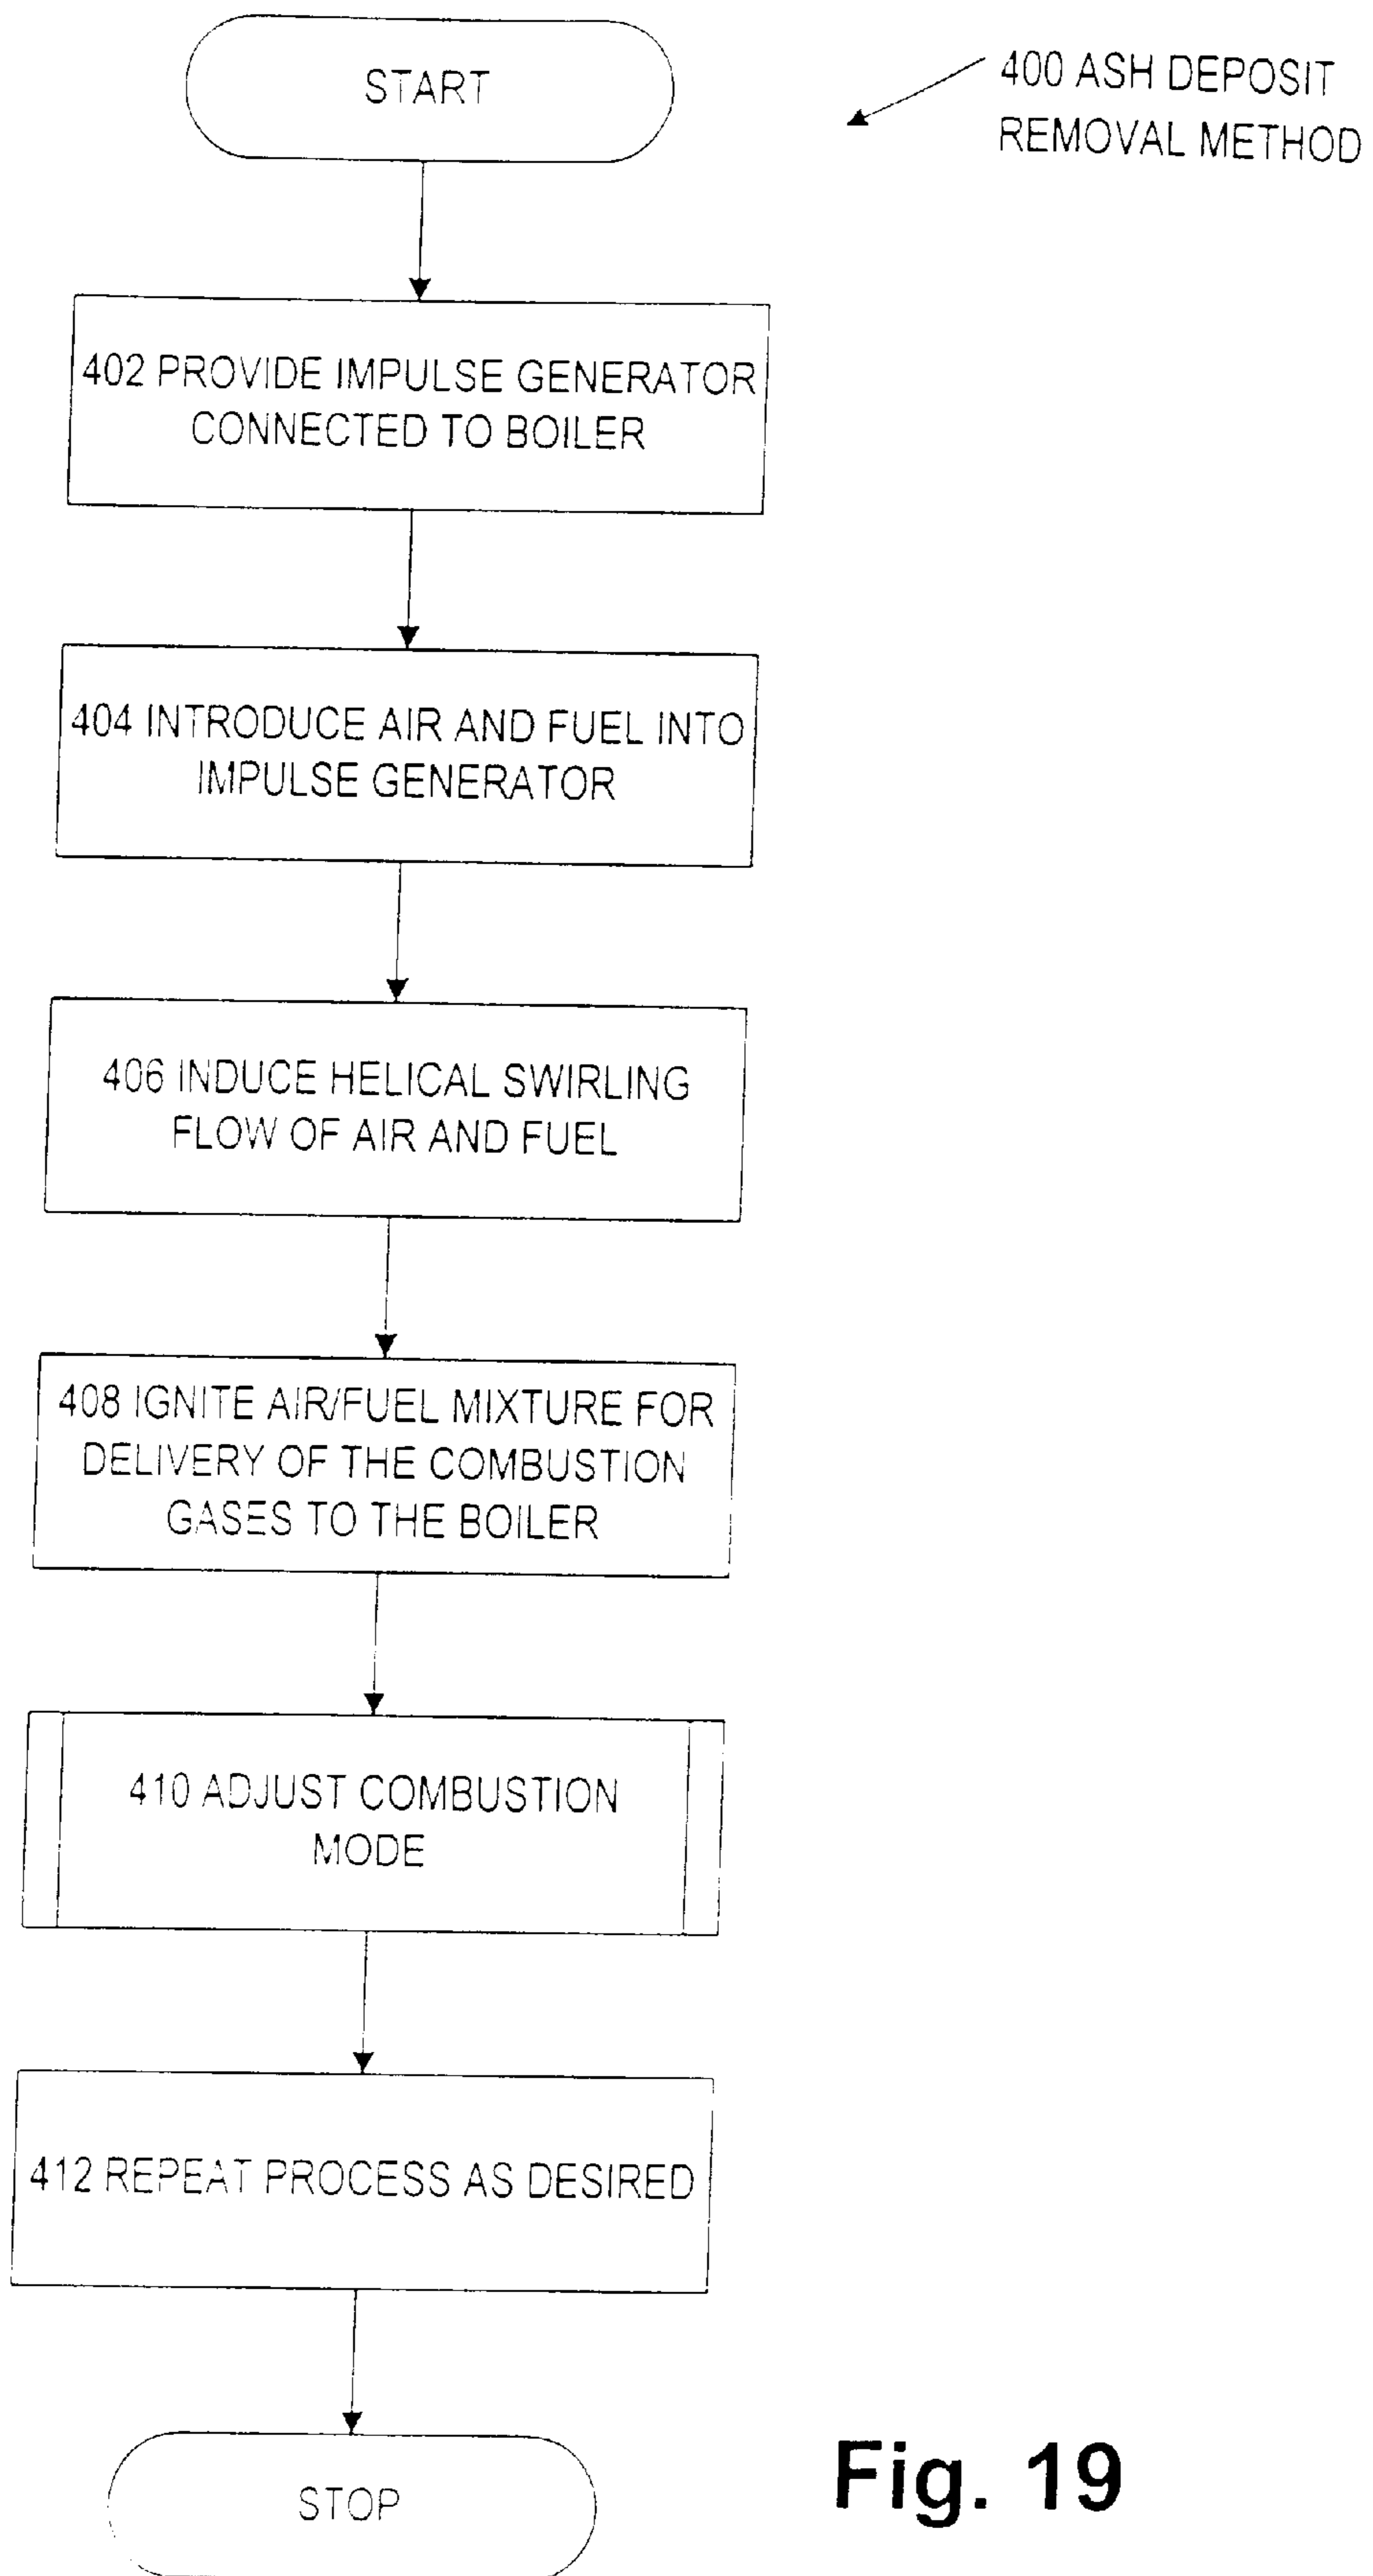 START
400 ASH DEPOSIT
REMOVAL METHOD
402 PROVIDE IMPULSE GENERATOR
CONNECTED TO BOILER
404 INTRODUCE AIR AND FUEL INTO
IMPULSE GENERATOR
406 INDUCE HELICAL SWIRLING
FLOW OF AIR AND FUEL
408 IGNITE AIR/FUEL MIXTURE FOR
DELIVERY OF THE COMBUSTION
GASES TO THE BOILER
410 ADJUST COMBUSTION
MODE
412 REPEAT PROCESS AS DESIRED
STOP
Fig. 19